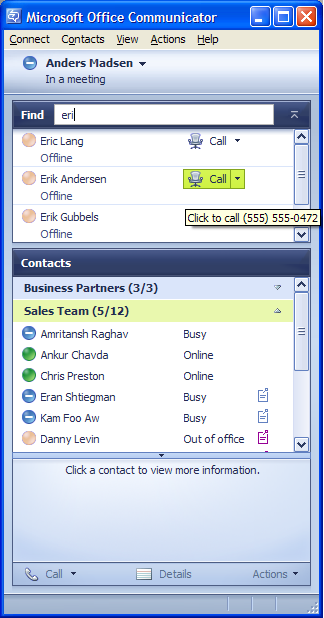 Microsoft Office Communicator
Connect Contacts View Actions Help
Anders Madsen
In a meeting
Find eri
Eric Lang Call
Offline
Erik Andersen Call
Offline
Erik Gubbels
Click to call (555) 555-0472
Offline
Contacts
Business Partners (3/3)
Sales Team (5/12)
Amritansh Raghav Busy
Ankur Chavda Online
Chris Preston Online
Eran Shtiegman Busy
Kam Foo Aw Busy
Danny Levin Out of office
Click a contact to view more information.
Call Details Actions